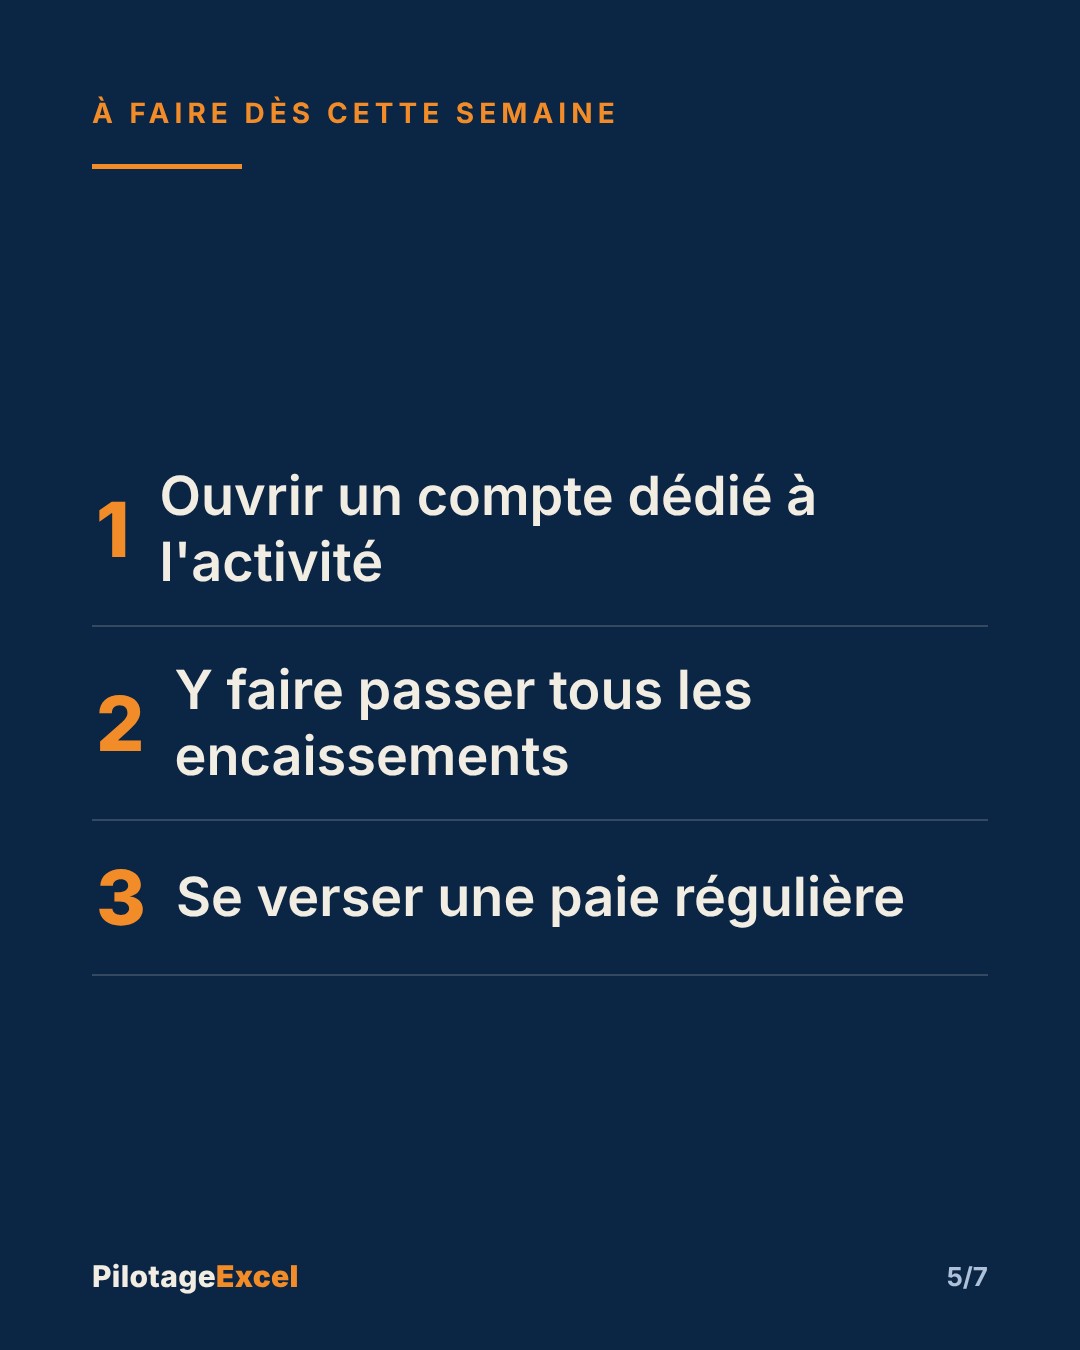 À FAIRE DÈS CETTE SEMAINE
1 Ouvrir un compte dédié à
l'activité
2 Y faire passer tous les
encaissements
3 Se verser une paie régulière
PilotageExcel
5/7